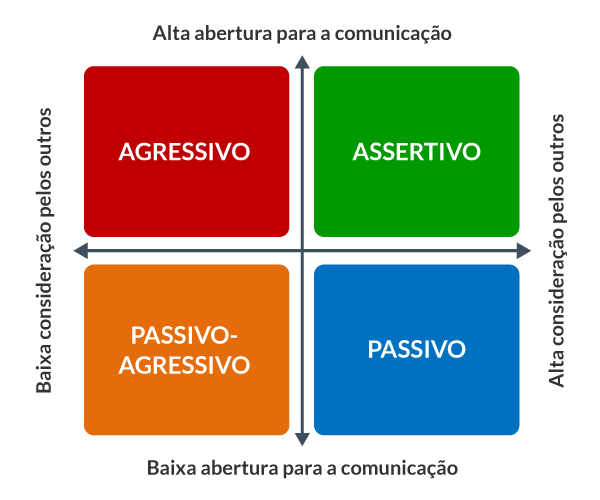 Alta abertura para a comunicação
Baixa consideração pelos outros
AGRESSIVO
ASSERTIVO
Alta consideração pelos outros
PASSIVO-
AGRESSIVO
PASSIVO
Baixa abertura para a comunicação